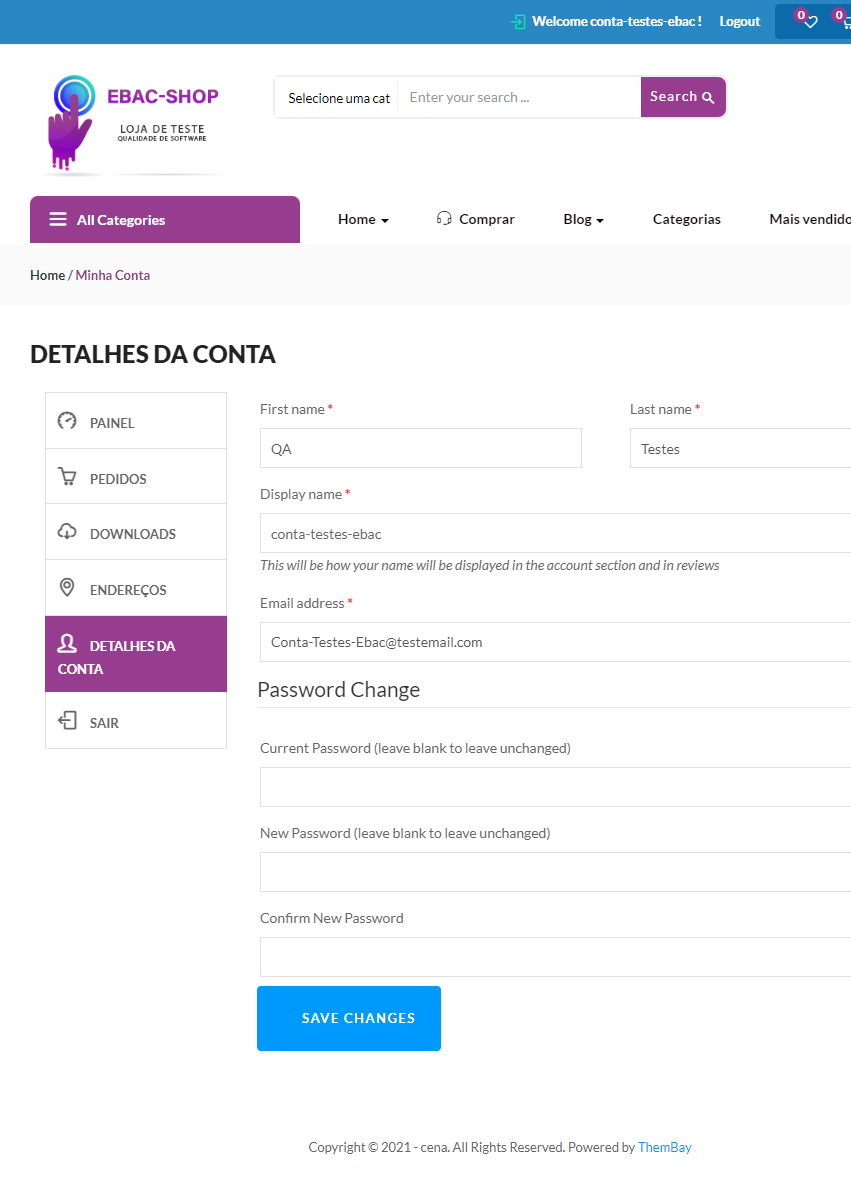 Welcome conta-testes-ebac ! Logout 0 0
EBAC-SHOP
LOJA DE TESTE
QUALIDADE DE SOFTWARE
Selecione uma cat Enter your search ... Search
All Categories Home Comprar Blog Categorias Mais vendido
Home / Minha Conta
DETALHES DA CONTA
PAINEL
PEDIDOS
DOWNLOADS
ENDEREÇOS
DETALHES DA
CONTA
SAIR
First name * Last name *
QA Testes
Display name *
conta-testes-ebac
This will be how your name will be displayed in the account section and in reviews
Email address *
Conta-Testes-Ebac@testemail.com
Password Change
Current Password (leave blank to leave unchanged)
New Password (leave blank to leave unchanged)
Confirm New Password
SAVE CHANGES
Copyright © 2021 - cena. All Rights Reserved. Powered by ThemBay